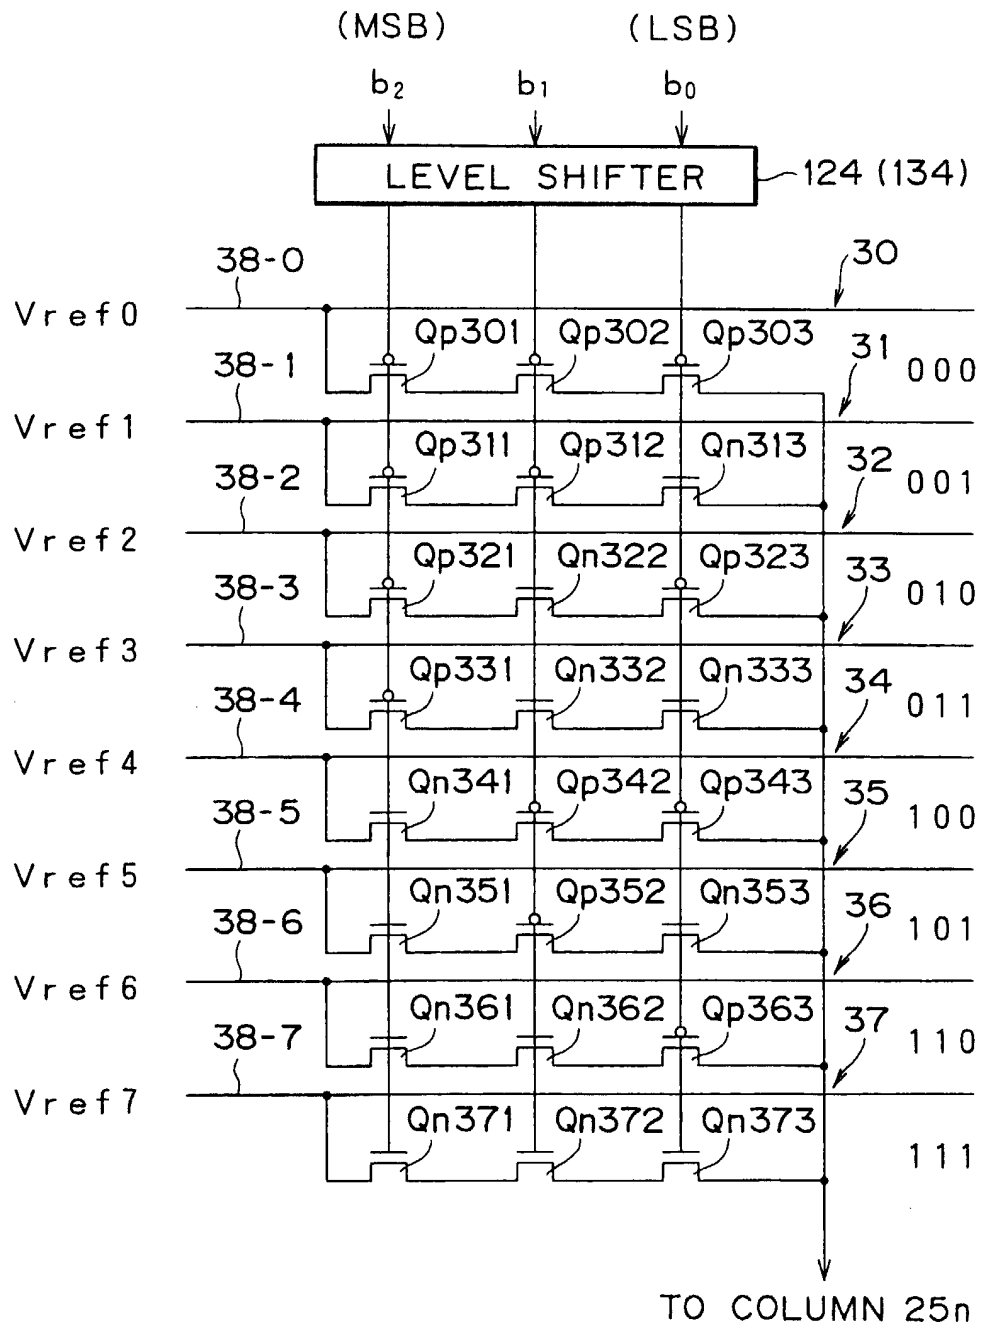 (MSB) (LSB)
b2 b1 b0
LEVEL SHIFTER 124 (134)
38-0 30
Vref0
Qp301 Qp302 Qp303
38-1 31 000
Vref1
Qp311 Qp312 Qn313
38-2 32 001
Vref2
Qp321 Qn322 Qp323
38-3 33 010
Vref3
Qp331 Qn332 Qn333
38-4 34 011
Vref4
Qn341 Qp342 Qp343
38-5 35 100
Vref5
Qn351 Qp352 Qn353
38-6 36 101
Vref6
Qn361 Qn362 Qp363
38-7 37 110
Vref7
Qn371 Qn372 Qn373
111
TO COLUMN 25n